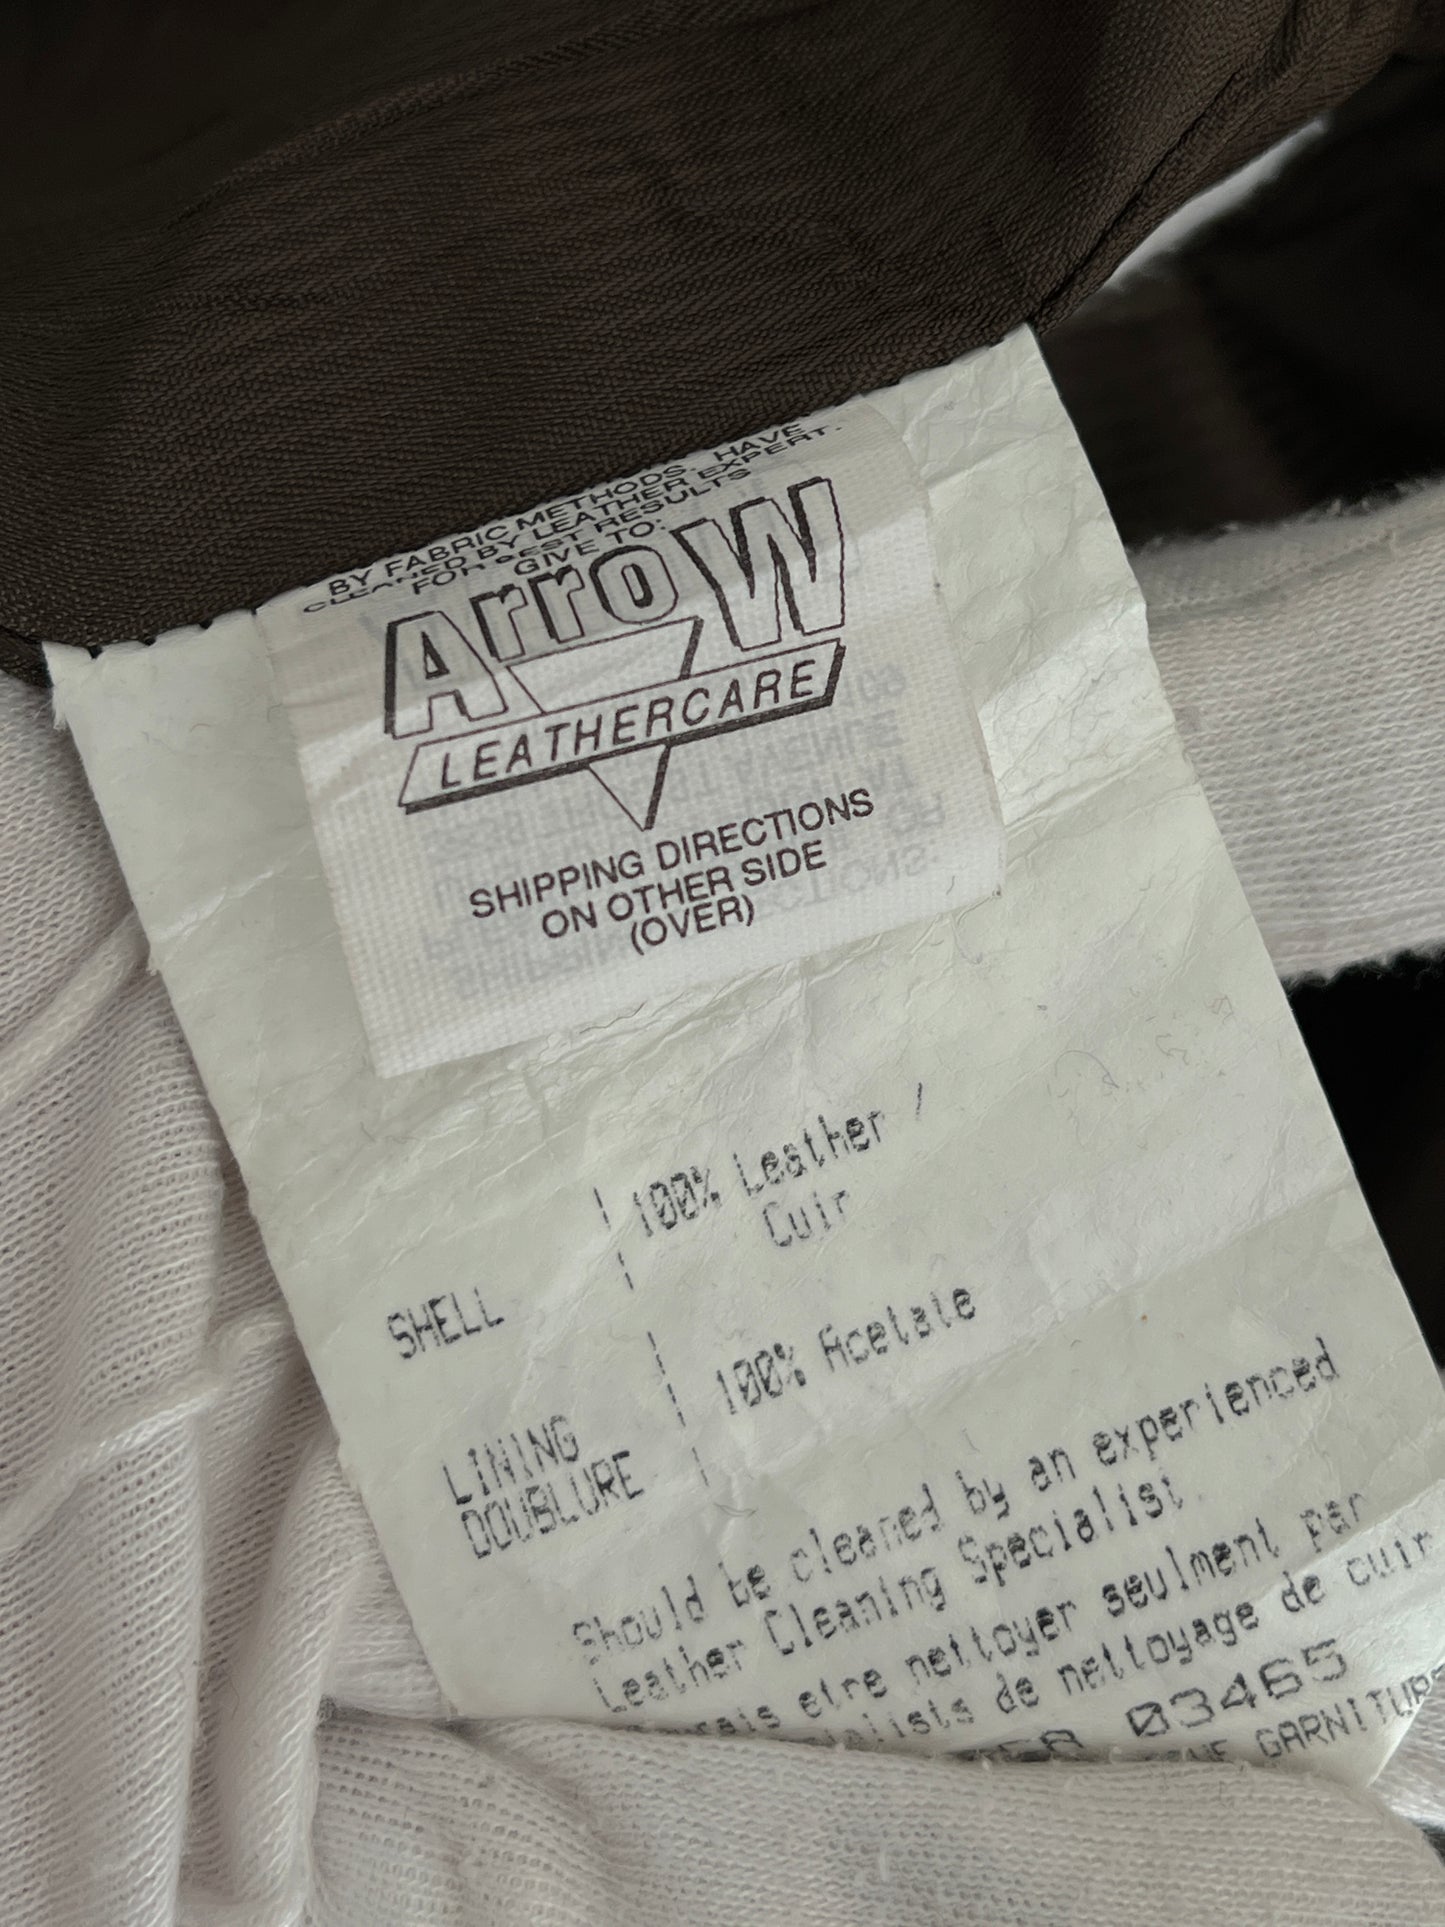 BY FABRIC METHODS. HAVE
CLEANED BY LEATHER EXPERT.
FOR BEST RESULTS
GIVE TO:
ArroW
LEATHERCARE
SHIPPING DIRECTIONS
ON OTHER SIDE
(OVER)
SHELL | 100% Leather /
Cuir
LINING | 100% Acetate
DOUBLURE
Should be cleaned by an experienced
Leather Cleaning Specialist
etre nettoyer seulment par
de nettoyage de cuir
03465
GARNITURE